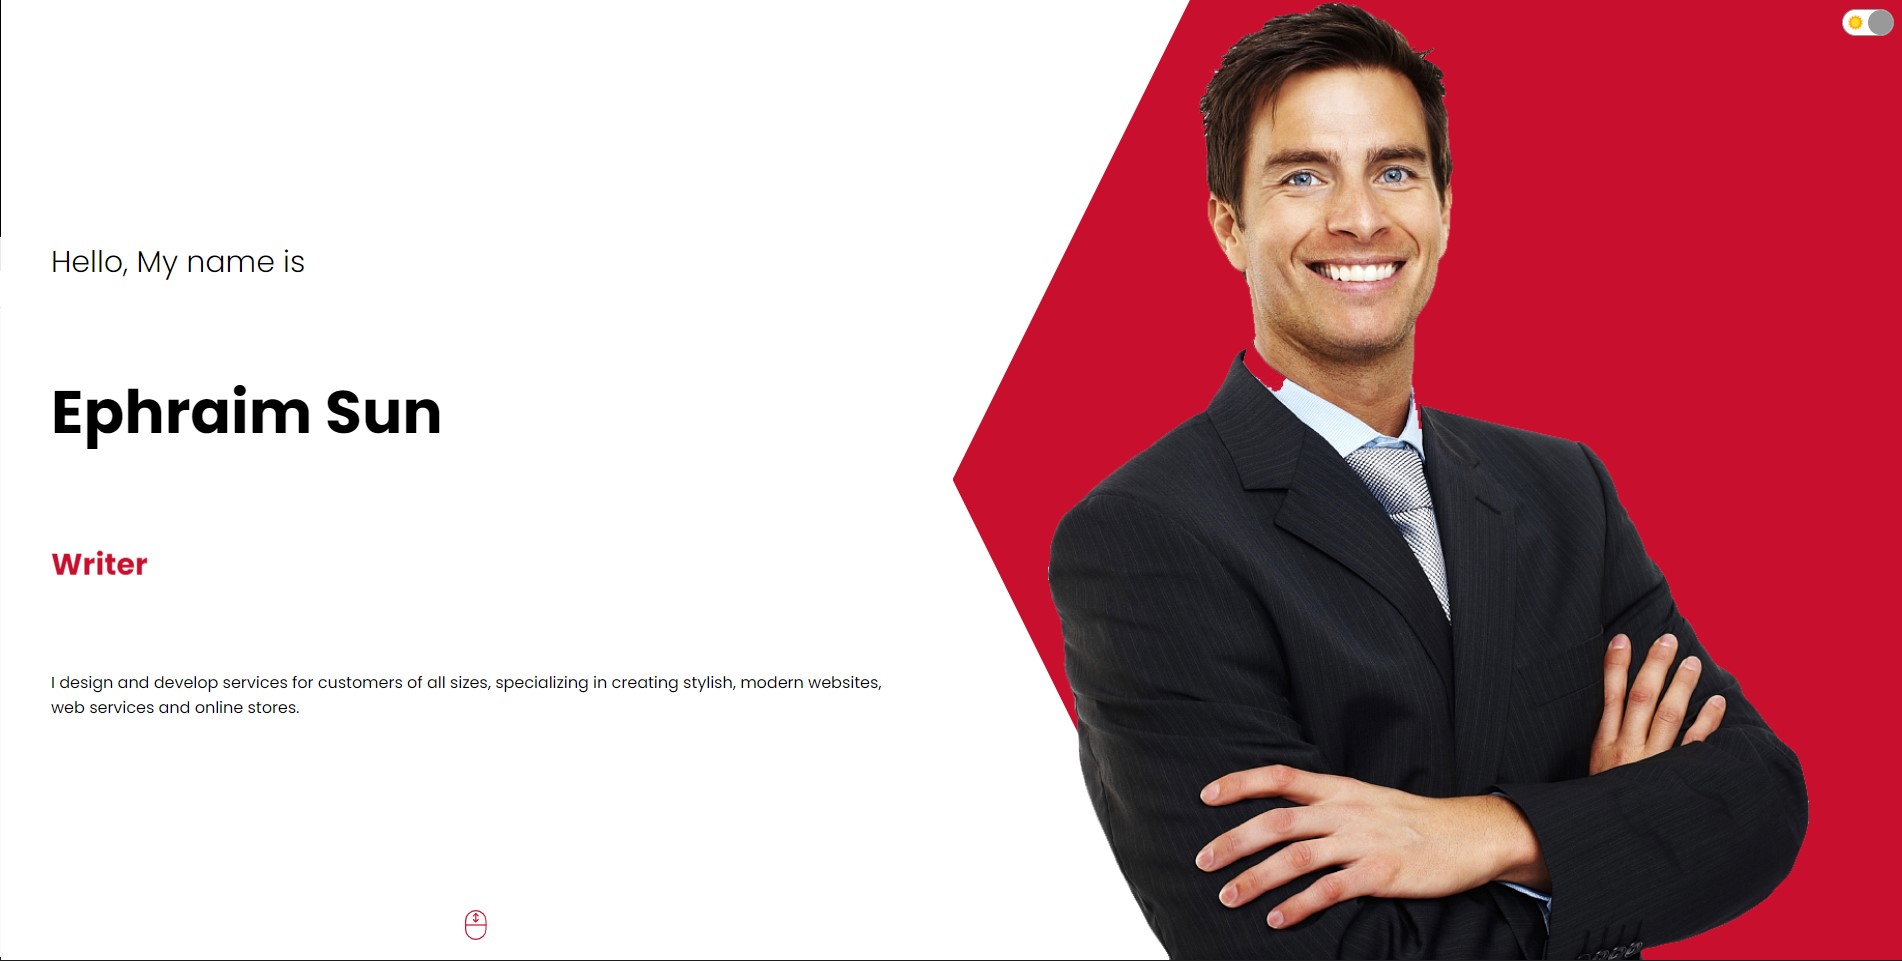 Hello, My name is
Ephraim Sun
Writer
I design and develop services for customers of all sizes, specializing in creating stylish, modern websites,
web services and online stores.